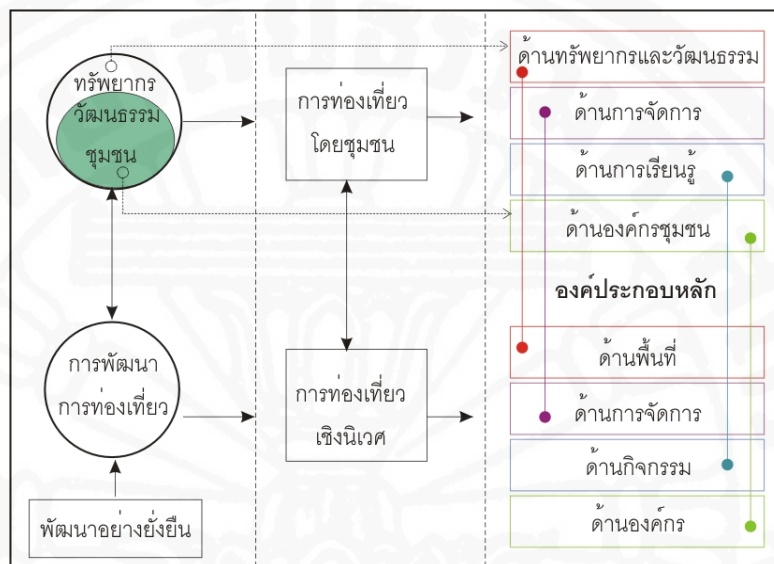 ทรัพยากร
วัฒนธรรม
ชุมชน
การพัฒนา
การท่องเที่ยว
พัฒนาอย่างยั่งยืน
การท่องเที่ยว
โดยชุมชน
การท่องเที่ยว
เชิงนิเวศ
ด้านทรัพยากรและวัฒนธรรม
ด้านการจัดการ
ด้านการเรียนรู้
ด้านองค์กรชุมชน
องค์ประกอบหลัก
ด้านพื้นที่
ด้านการจัดการ
ด้านกิจกรรม
ด้านองค์กร